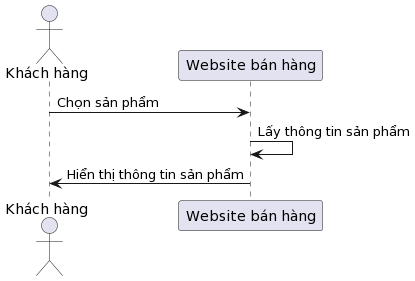 Khách hàng
Website bán hàng
Chọn sản phẩm
Lấy thông tin sản phẩm
Hiển thị thông tin sản phẩm
Khách hàng
Website bán hàng